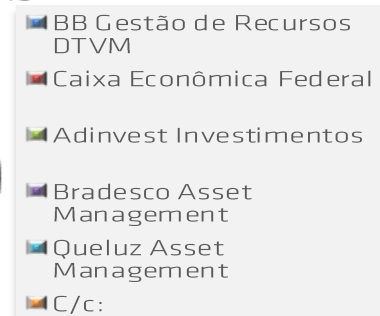 BB Gestão de Recursos
DTVM
Caixa Econômica Federal
Adinvest Investimentos
Bradesco Asset
Management
Queluz Asset
Management
C/c: